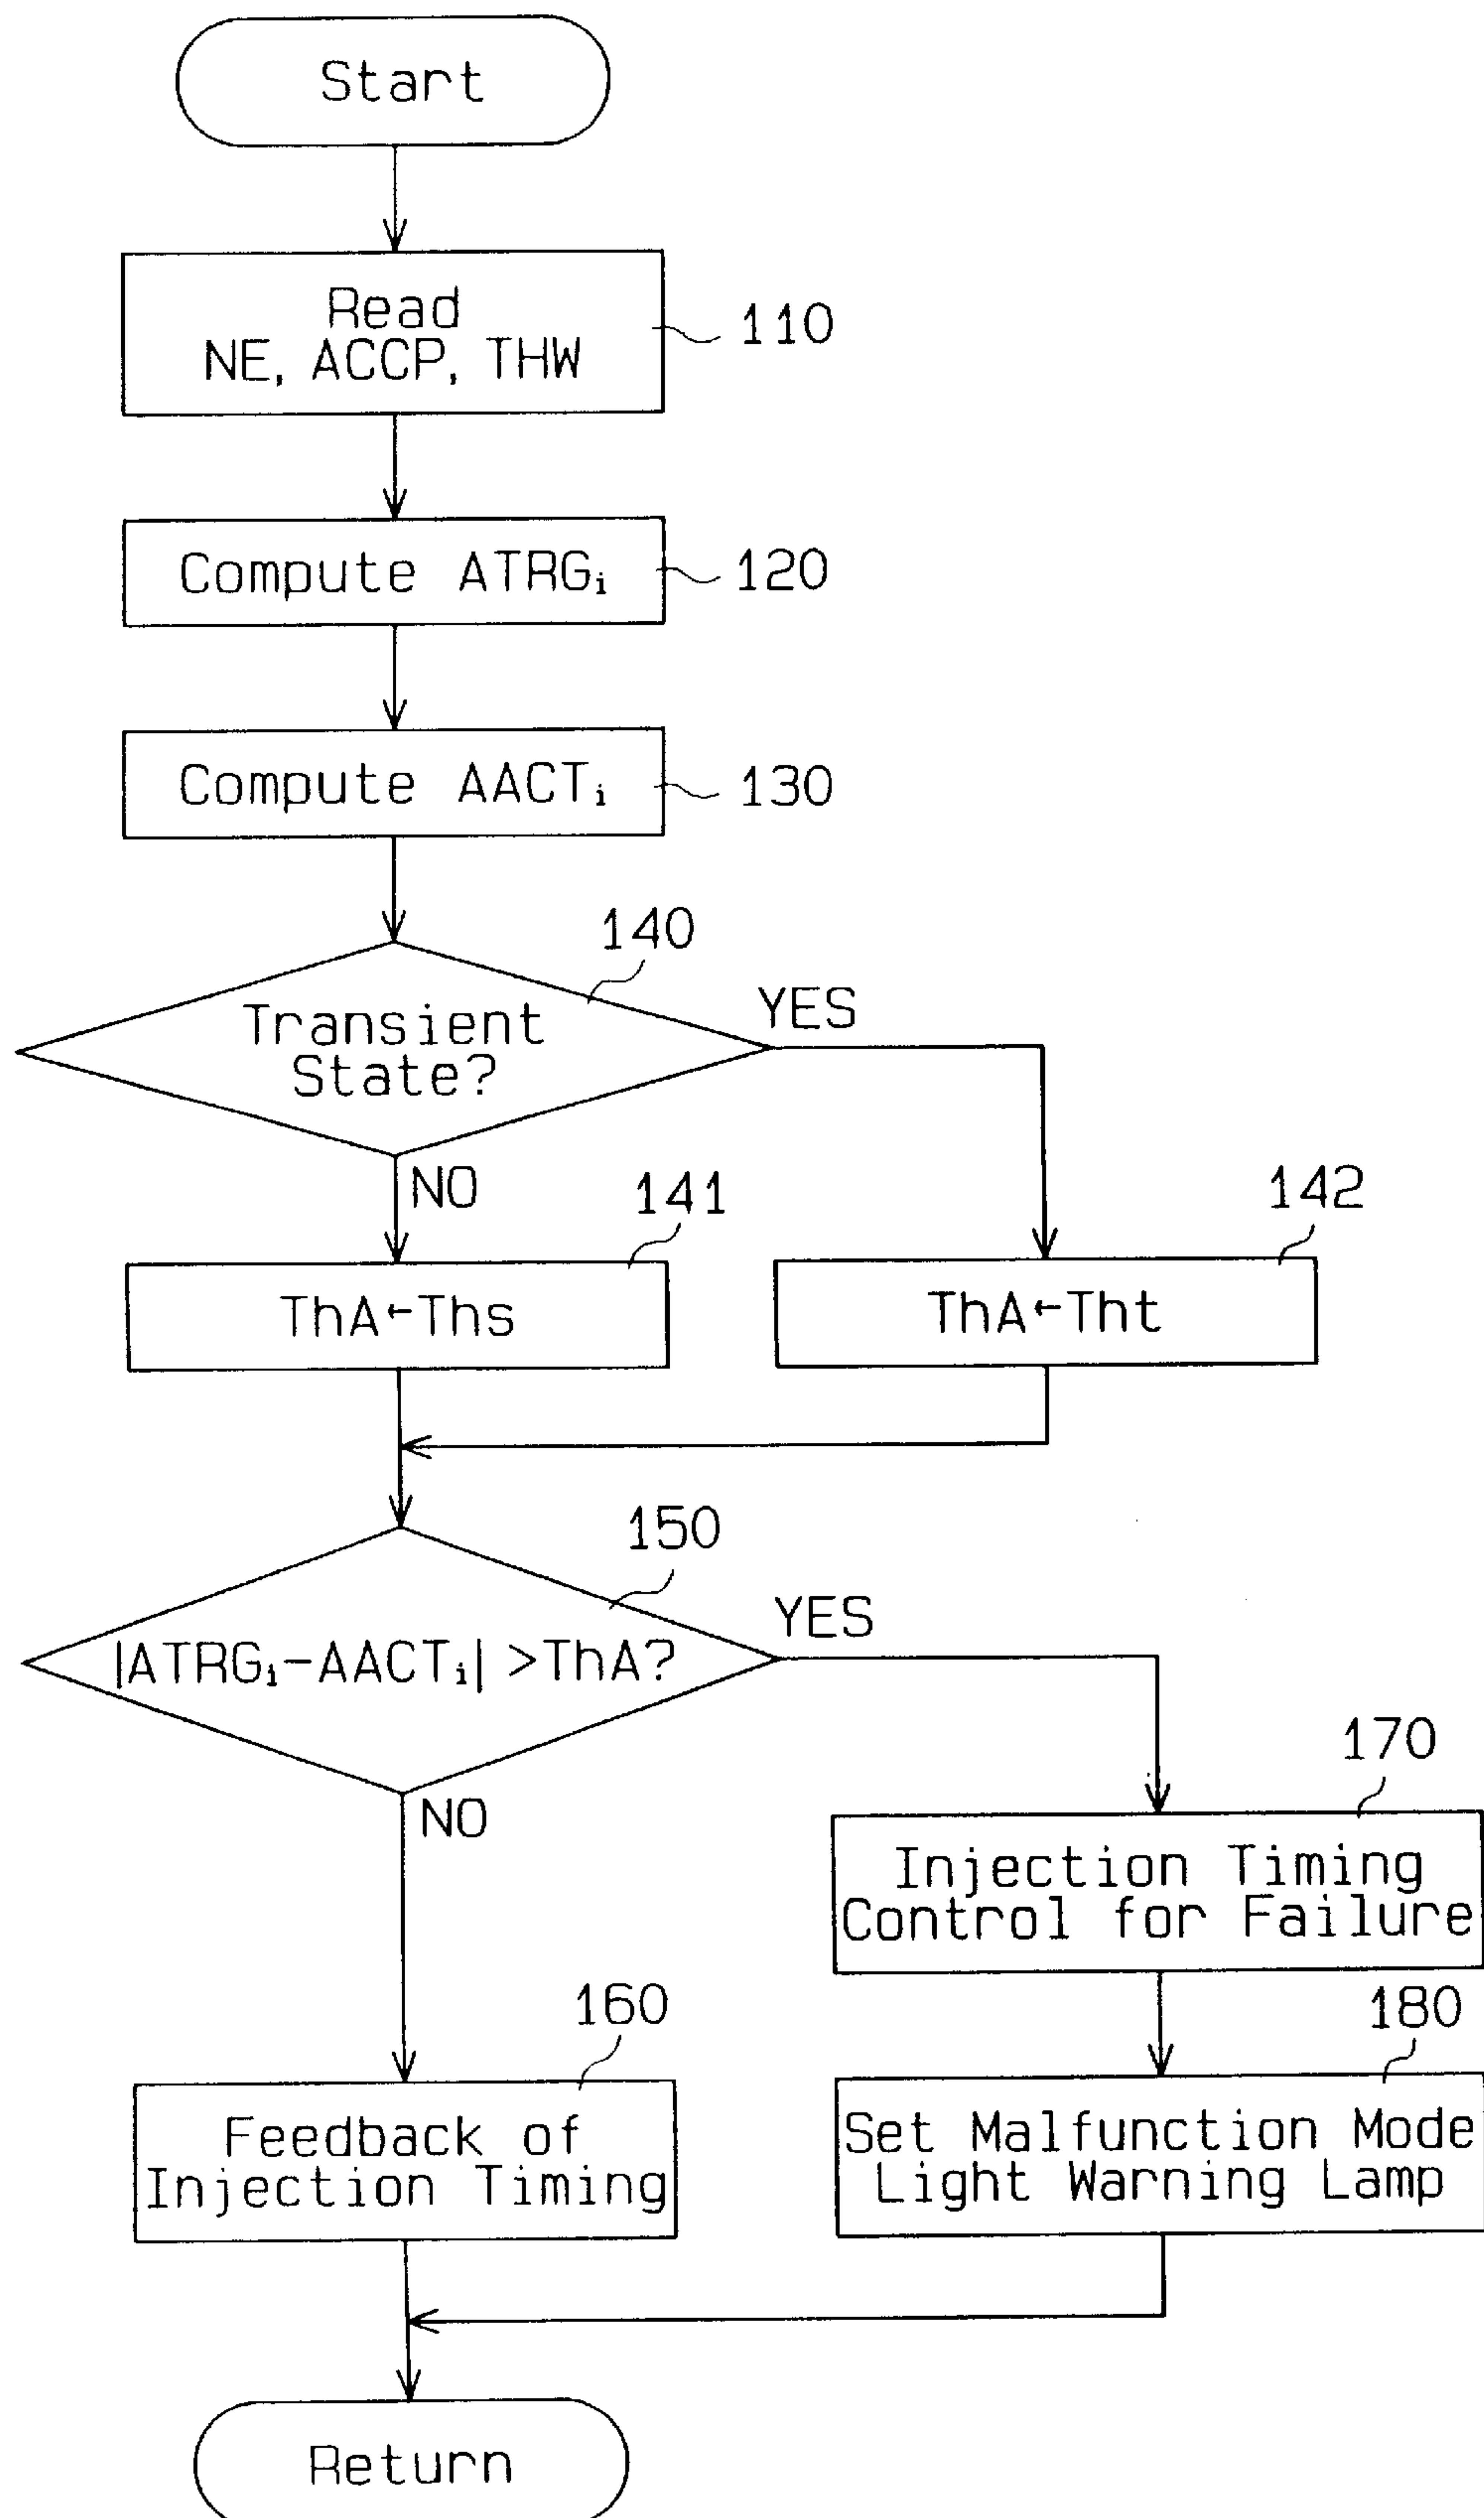 Start
Read
NE, ACCP, THW
110
Compute ATRGi
120
Compute AACTi
130
140
Transient
State?
YES
NO
141
ThA←Ths
142
ThA←Tht
150
|ATRGi-AACTi| >ThA?
YES
NO
170
Injection Timing
Control for Failure
160
Feedback of
Injection Timing
180
Set Malfunction Mode
Light Warning Lamp
Return